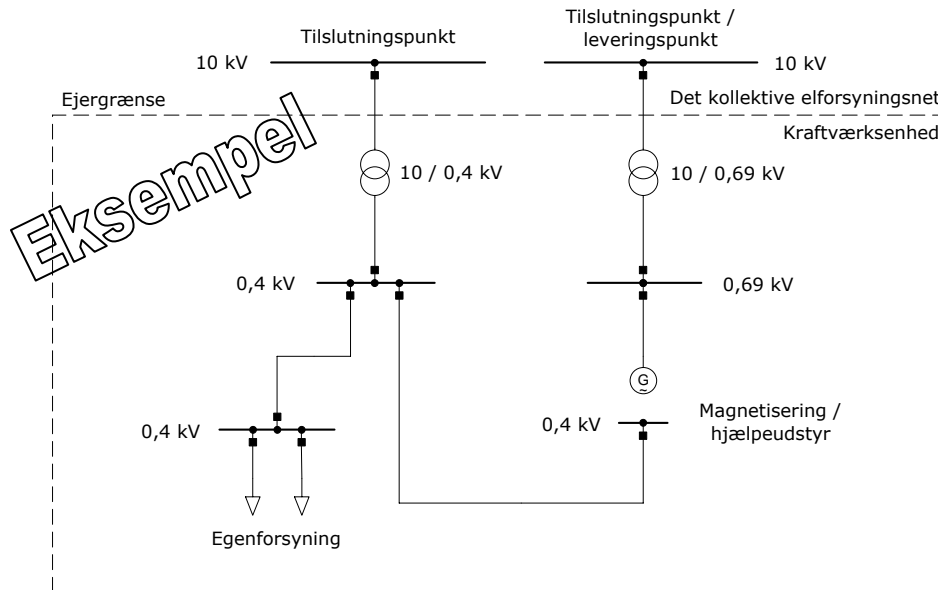 Tilslutningspunkt
Tilslutningspunkt /
leveringspunkt
10 kV
10 kV
Ejergrænse
Det kollektive elforsyningsnet
Kraftværksenhed
Eksempel
10 / 0,4 kV
10 / 0,69 kV
0,4 kV
0,69 kV
G
~
0,4 kV
0,4 kV
Magnetisering /
hjælpeudstyr
Egenforsyning